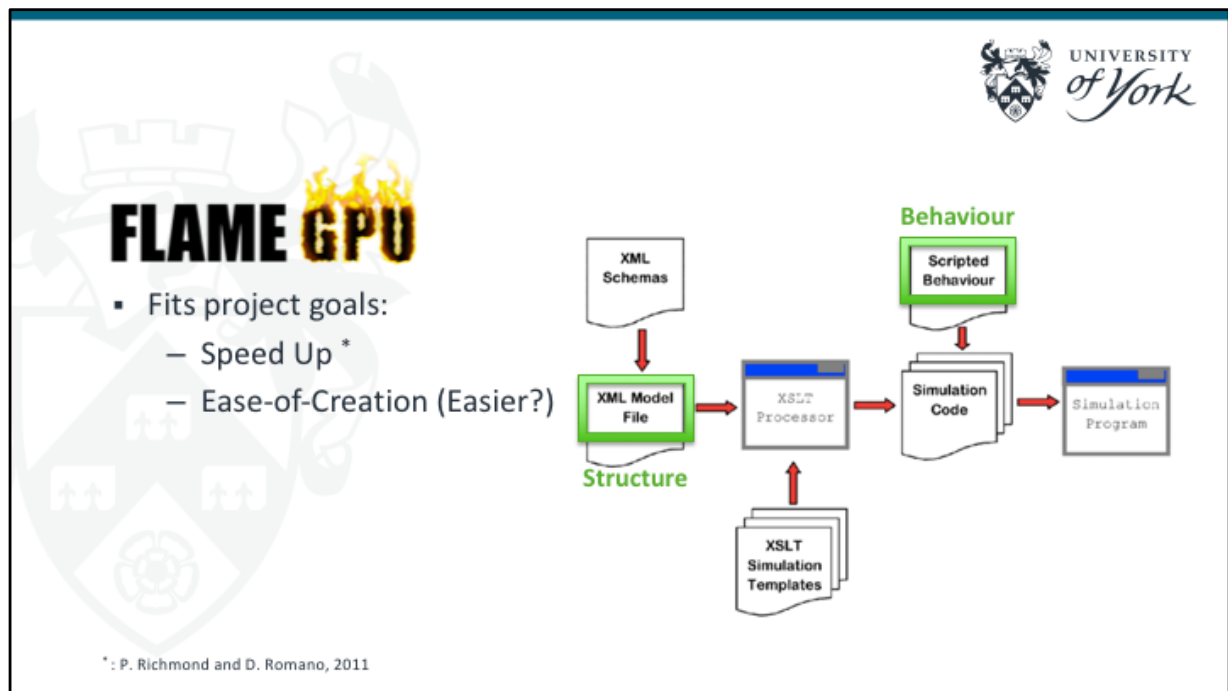 UNIVERSITY
of York
FLAME GPU
▪ Fits project goals:
– Speed Up *
– Ease-of-Creation (Easier?)
XML
Schemas
XML Model
File
Structure
XSLT
Processor
XSLT
Simulation
Templates
Behaviour
Scripted
Behaviour
Simulation
Code
Simulation
Program
* : P. Richmond and D. Romano, 2011